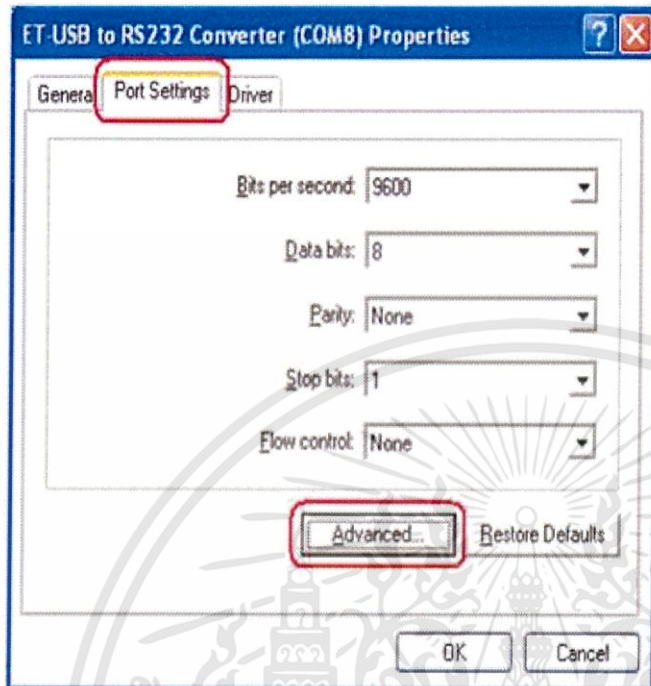 ET-USB to RS232 Converter (COM8) Properties
General Port Settings Driver
Bits per second: 9600
Data bits: 8
Parity: None
Stop bits: 1
Flow control: None
Advanced... Restore Defaults
OK Cancel